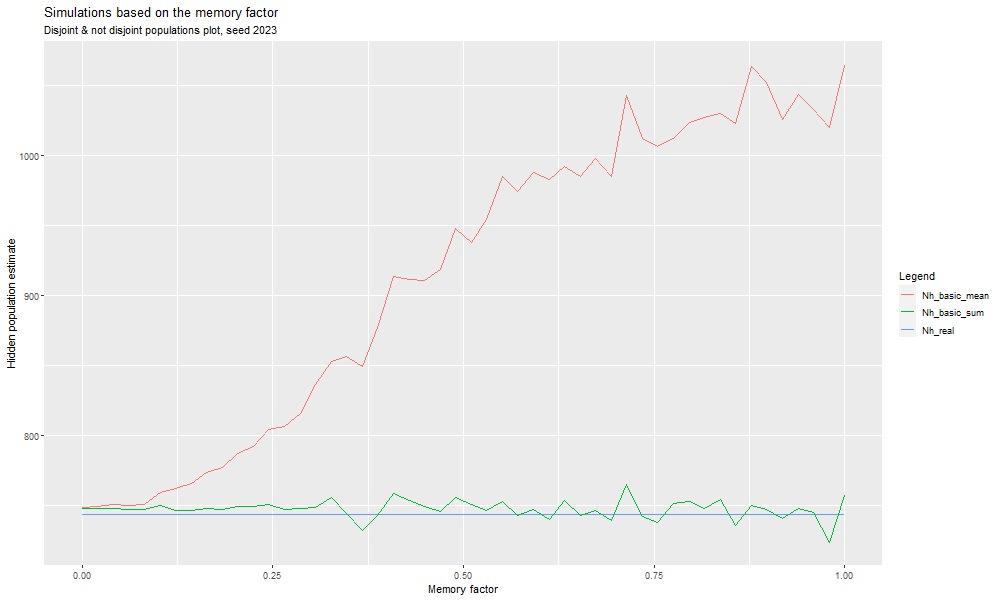 Simulations based on the memory factor
Disjoint & not disjoint populations plot, seed 2023
Hidden population estimate
1000
900
800
0.00
0.25
0.50
0.75
1.00
Memory factor
Legend
Nh_basic_mean
Nh_basic_sum
Nh_real